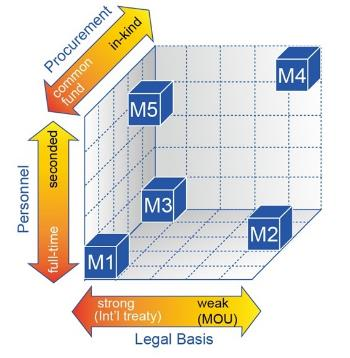 Procurement
in-kind
common
fund
Personnel
seconded
full-time
M4
M5
M3
M2
M1
strong
(Int'l treaty)
weak
(MOU)
Legal Basis